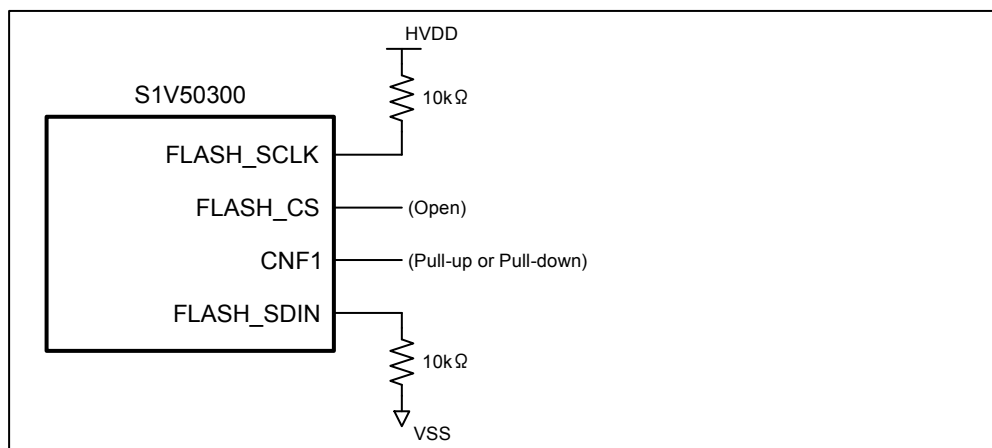 HVDD
10kΩ
S1V50300
FLASH_SCLK
FLASH_CS
(Open)
CNF1
(Pull-up or Pull-down)
FLASH_SDIN
10kΩ
VSS